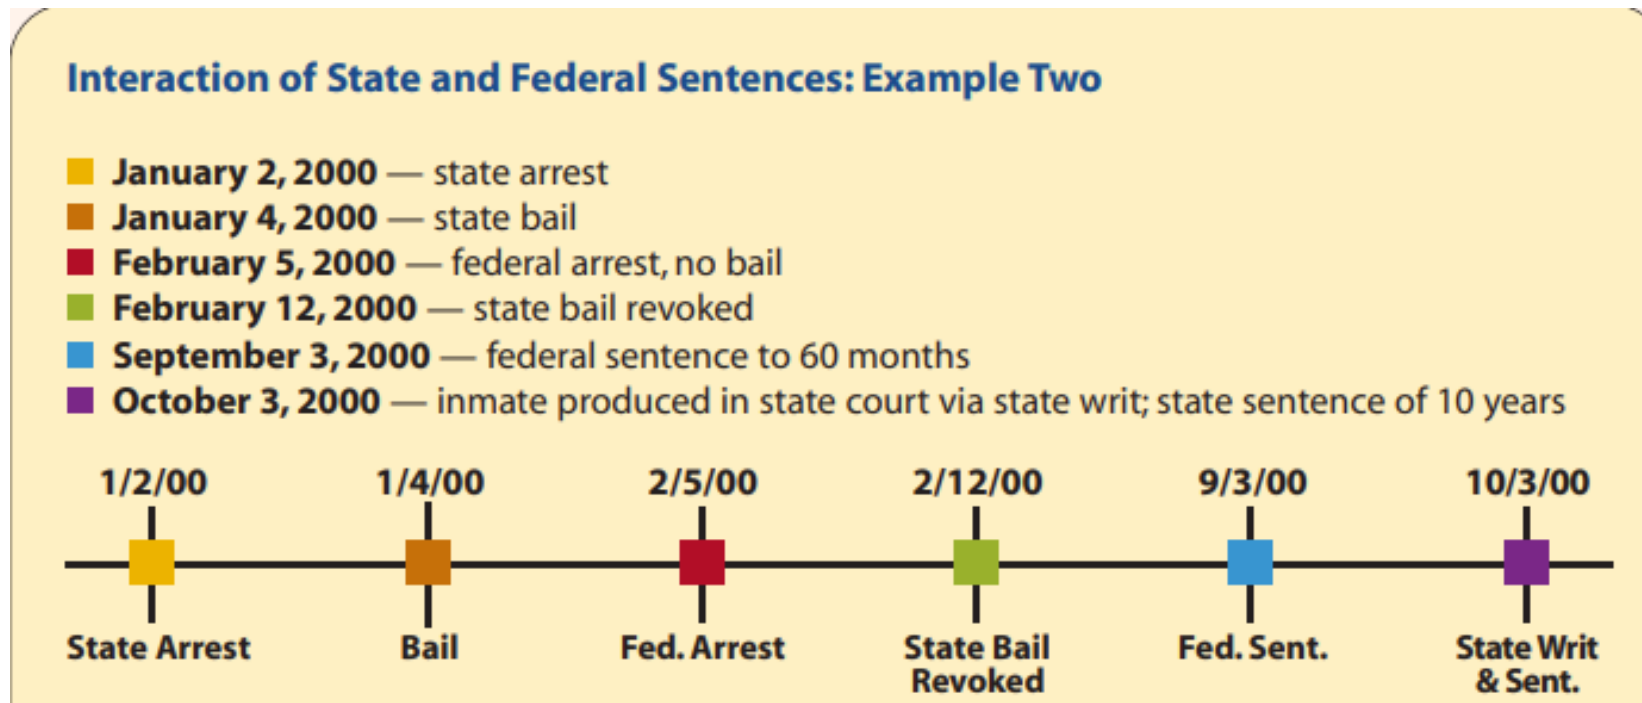 Interaction of State and Federal Sentences: Example Two
January 2, 2000 — state arrest
January 4, 2000 — state bail
February 5, 2000 — federal arrest, no bail
February 12, 2000 — state bail revoked
September 3, 2000 — federal sentence to 60 months
October 3, 2000 — inmate produced in state court via state writ; state sentence of 10 years
1/2/00 1/4/00 2/5/00 2/12/00 9/3/00 10/3/00
State Arrest Bail Fed. Arrest State Bail Fed. Sent. State Writ
Revoked & Sent.